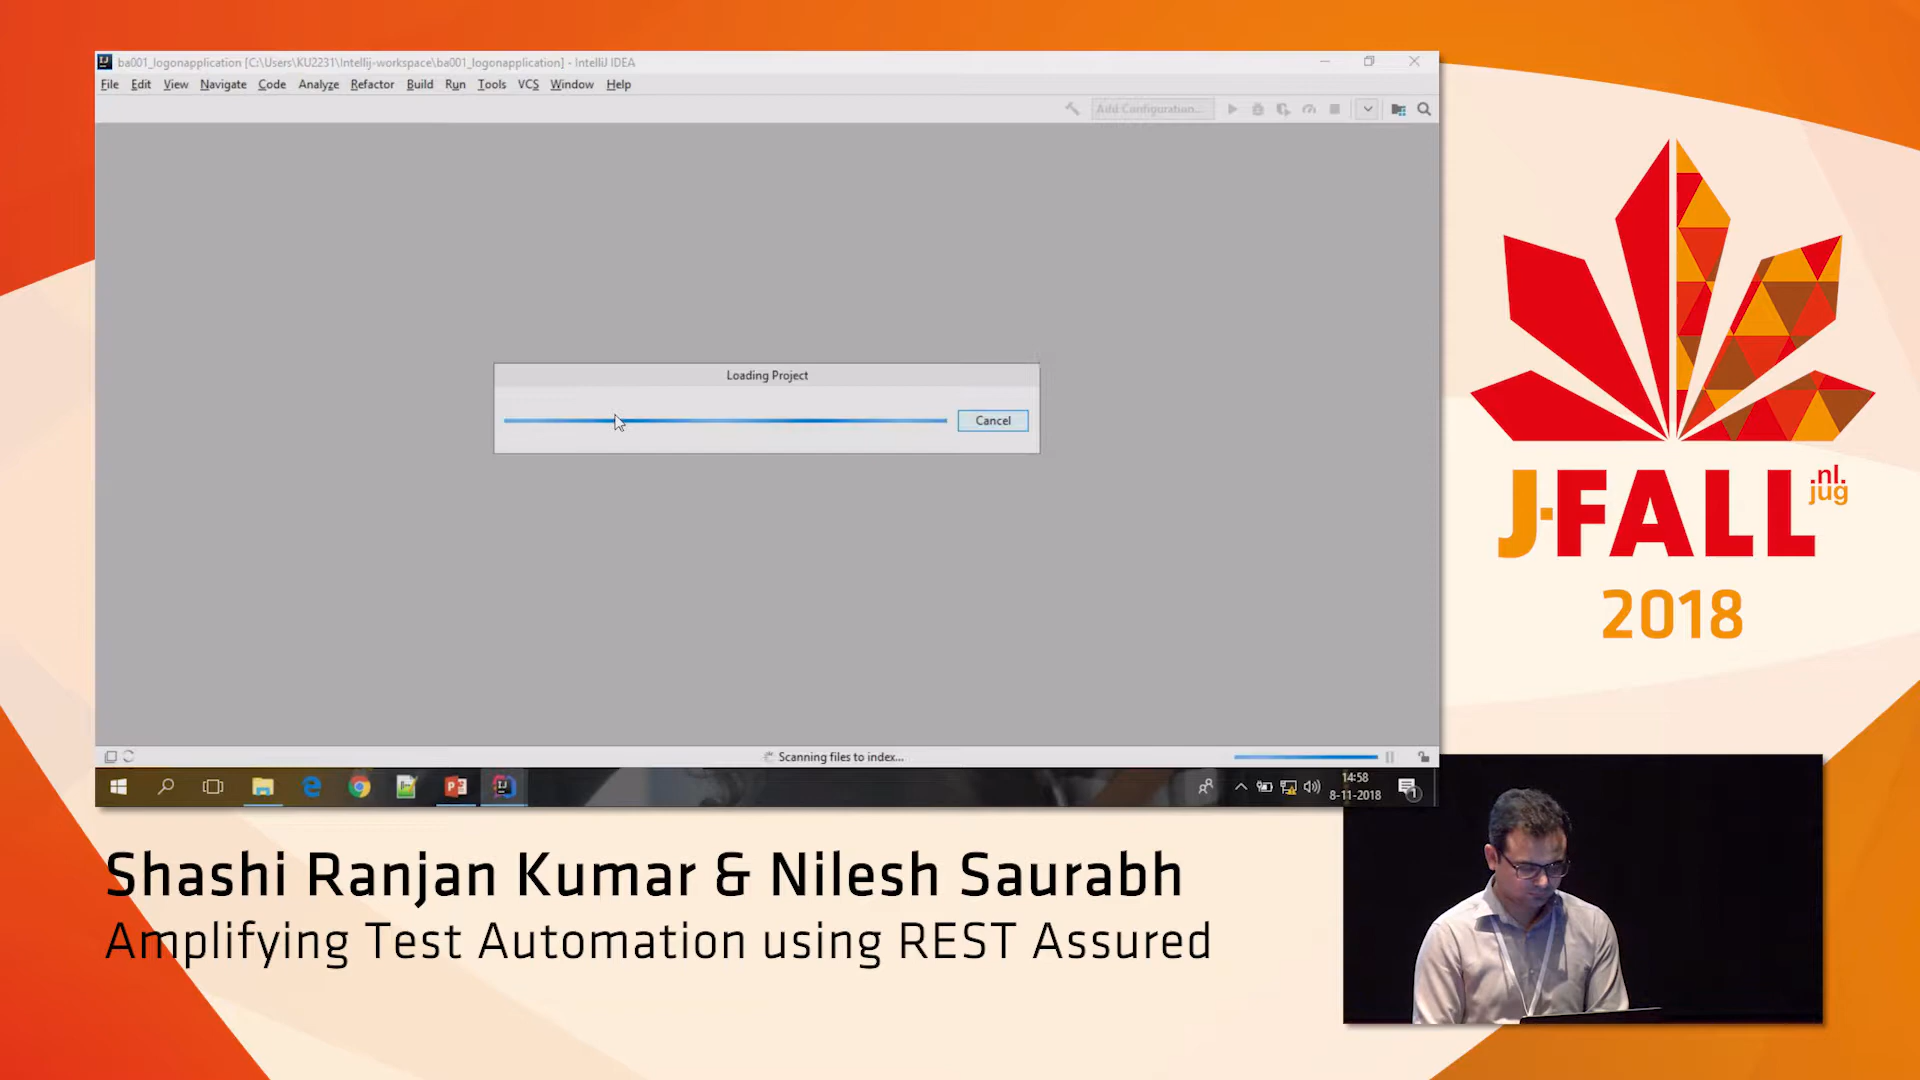 ba001_logonapplication [C:\Users\KU2231\Intellij-workspace\ba001_logonapplication] - IntelliJ IDEA
File Edit View Navigate Code Analyze Refactor Build Run Tools VCS Window Help
Add Configuration...
Loading Project
Cancel
Scanning files to index...
14:58
8-11-2018
1
J-FALL
.nl.
jug
2018
Shashi Ranjan Kumar & Nilesh Saurabh
Amplifying Test Automation using REST Assured